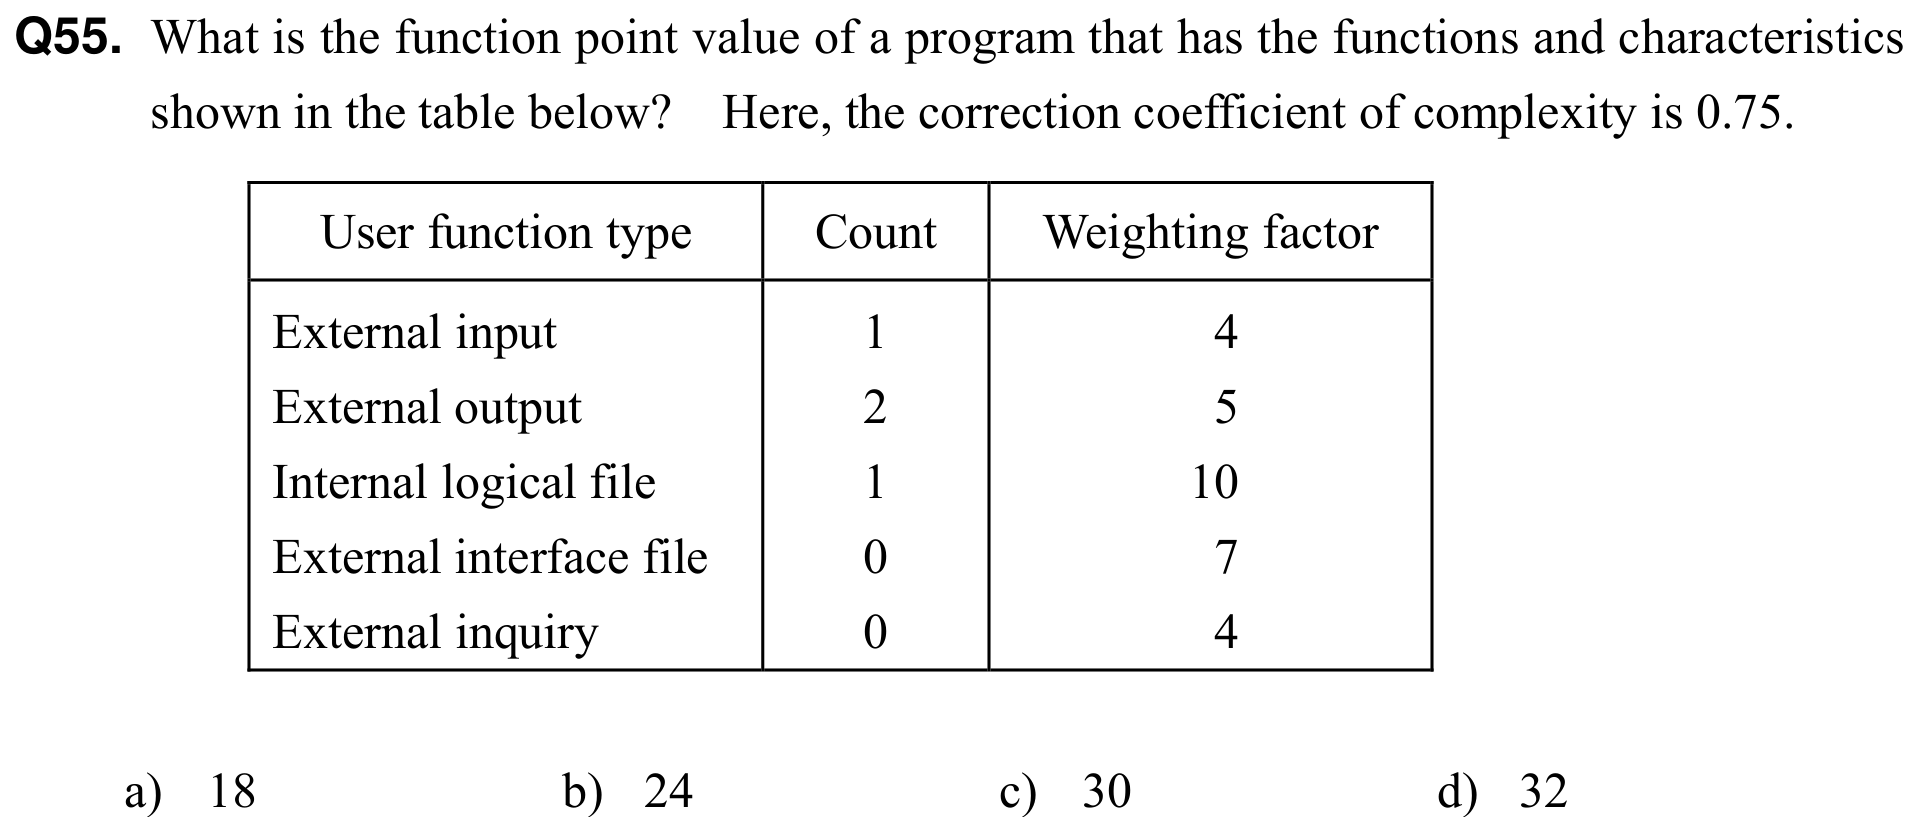 Q55. What is the function point value of a program that has the functions and characteristics
shown in the table below? Here, the correction coefficient of complexity is 0.75.
User function type Count Weighting factor
External input 1 4
External output 2 5
Internal logical file 1 10
External interface file 0 7
External inquiry 0 4
a) 18 b) 24 c) 30 d) 32